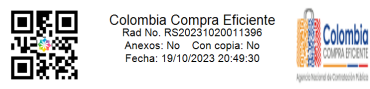 Colombia Compra Eficiente
Rad No. RS20231020011396
Anexos: No Con copia: No
Fecha: 19/10/2023 20:49:30
Colombia
COMPRA EFICIENTE
Agencia Nacional de Contratación Pública